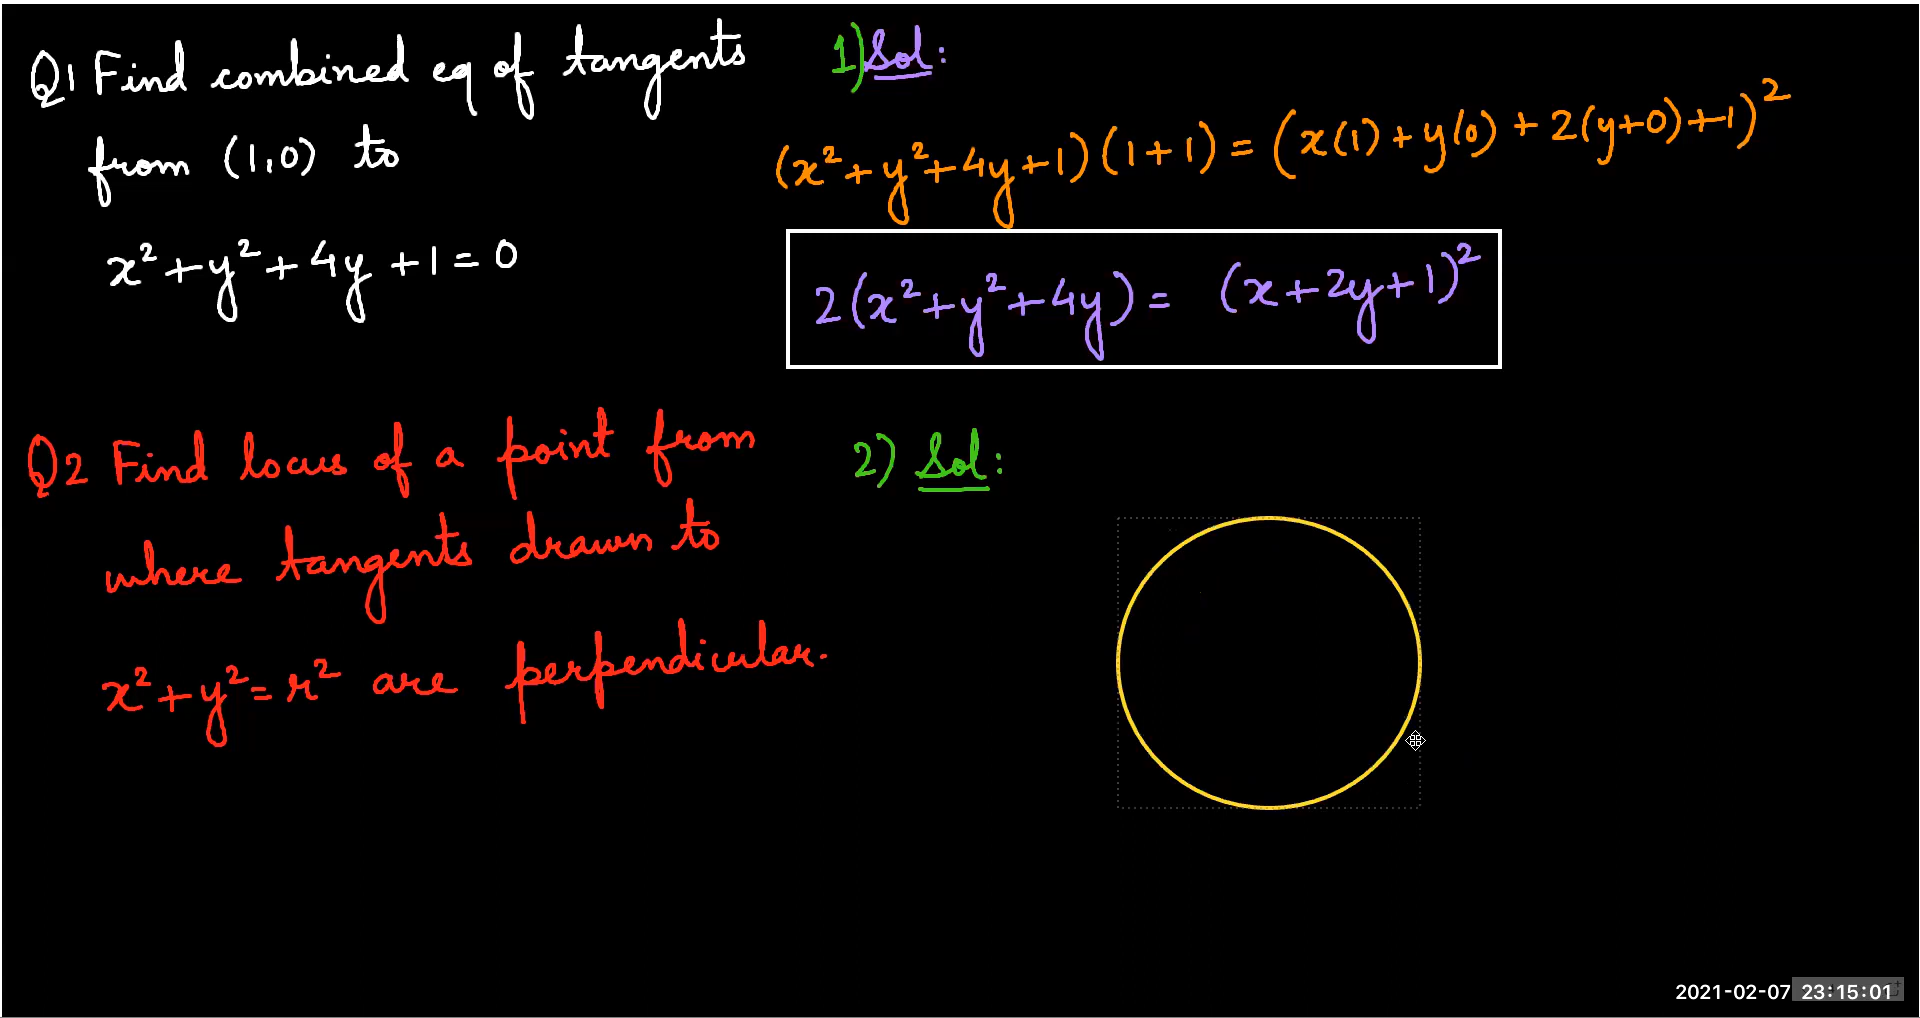 Q1 Find combined eq of tangents
from (1,0) to
x² + y² + 4y + 1 = 0
1) Sol:
(x² + y² + 4y + 1)(1 + 1) = (x(1) + y(0) + 2(y+0) + 1)²
2(x² + y² + 4y) = (x + 2y + 1)²
Q2 Find locus of a point from
where tangents drawn to
x² + y² = r² are perpendicular.
2) Sol:
2021-02-07 23:15:01